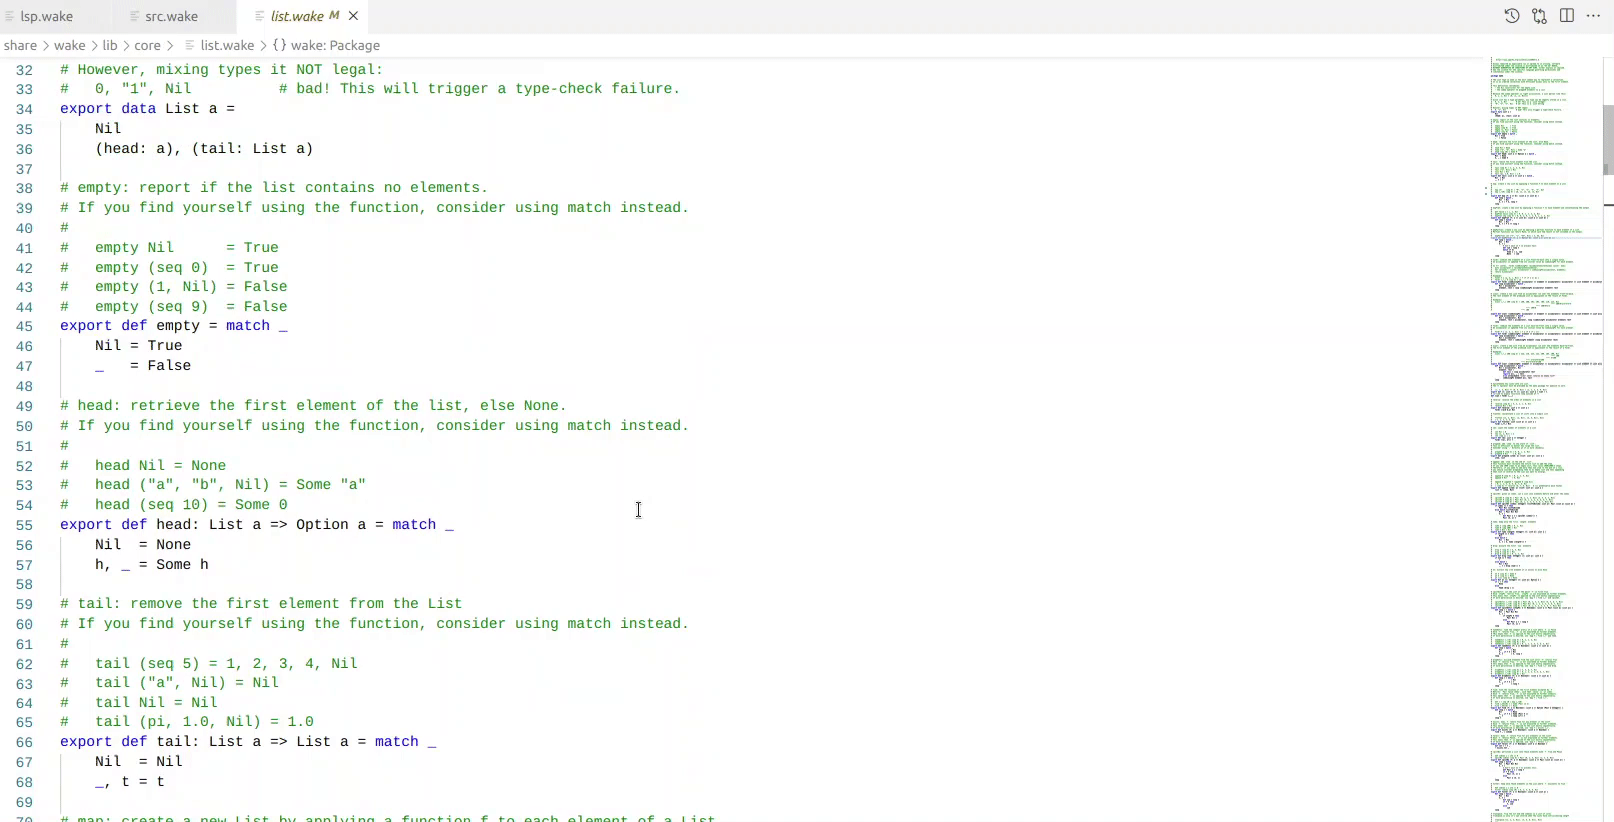 lsp.wake src.wake list.wake M
share > wake > lib > core > list.wake > {} wake: Package
32 # However, mixing types it NOT legal:
33 #   0, "1", Nil          # bad! This will trigger a type-check failure.
34 export data List a =
35     Nil
36     (head: a), (tail: List a)
37
38 # empty: report if the list contains no elements.
39 # If you find yourself using the function, consider using match instead.
40 #
41 #   empty Nil      = True
42 #   empty (seq 0)  = True
43 #   empty (1, Nil) = False
44 #   empty (seq 9)  = False
45 export def empty = match _
46     Nil = True
47     _   = False
48
49 # head: retrieve the first element of the list, else None.
50 # If you find yourself using the function, consider using match instead.
51 #
52 #   head Nil = None
53 #   head ("a", "b", Nil) = Some "a"
54 #   head (seq 10) = Some 0
55 export def head: List a => Option a = match _
56     Nil  = None
57     h, _ = Some h
58
59 # tail: remove the first element from the List
60 # If you find yourself using the function, consider using match instead.
61 #
62 #   tail (seq 5) = 1, 2, 3, 4, Nil
63 #   tail ("a", Nil) = Nil
64 #   tail Nil = Nil
65 #   tail (pi, 1.0, Nil) = 1.0
66 export def tail: List a => List a = match _
67     Nil  = Nil
68     _, t = t
69
70 # map: create a new List by applying a function f to each element of a List